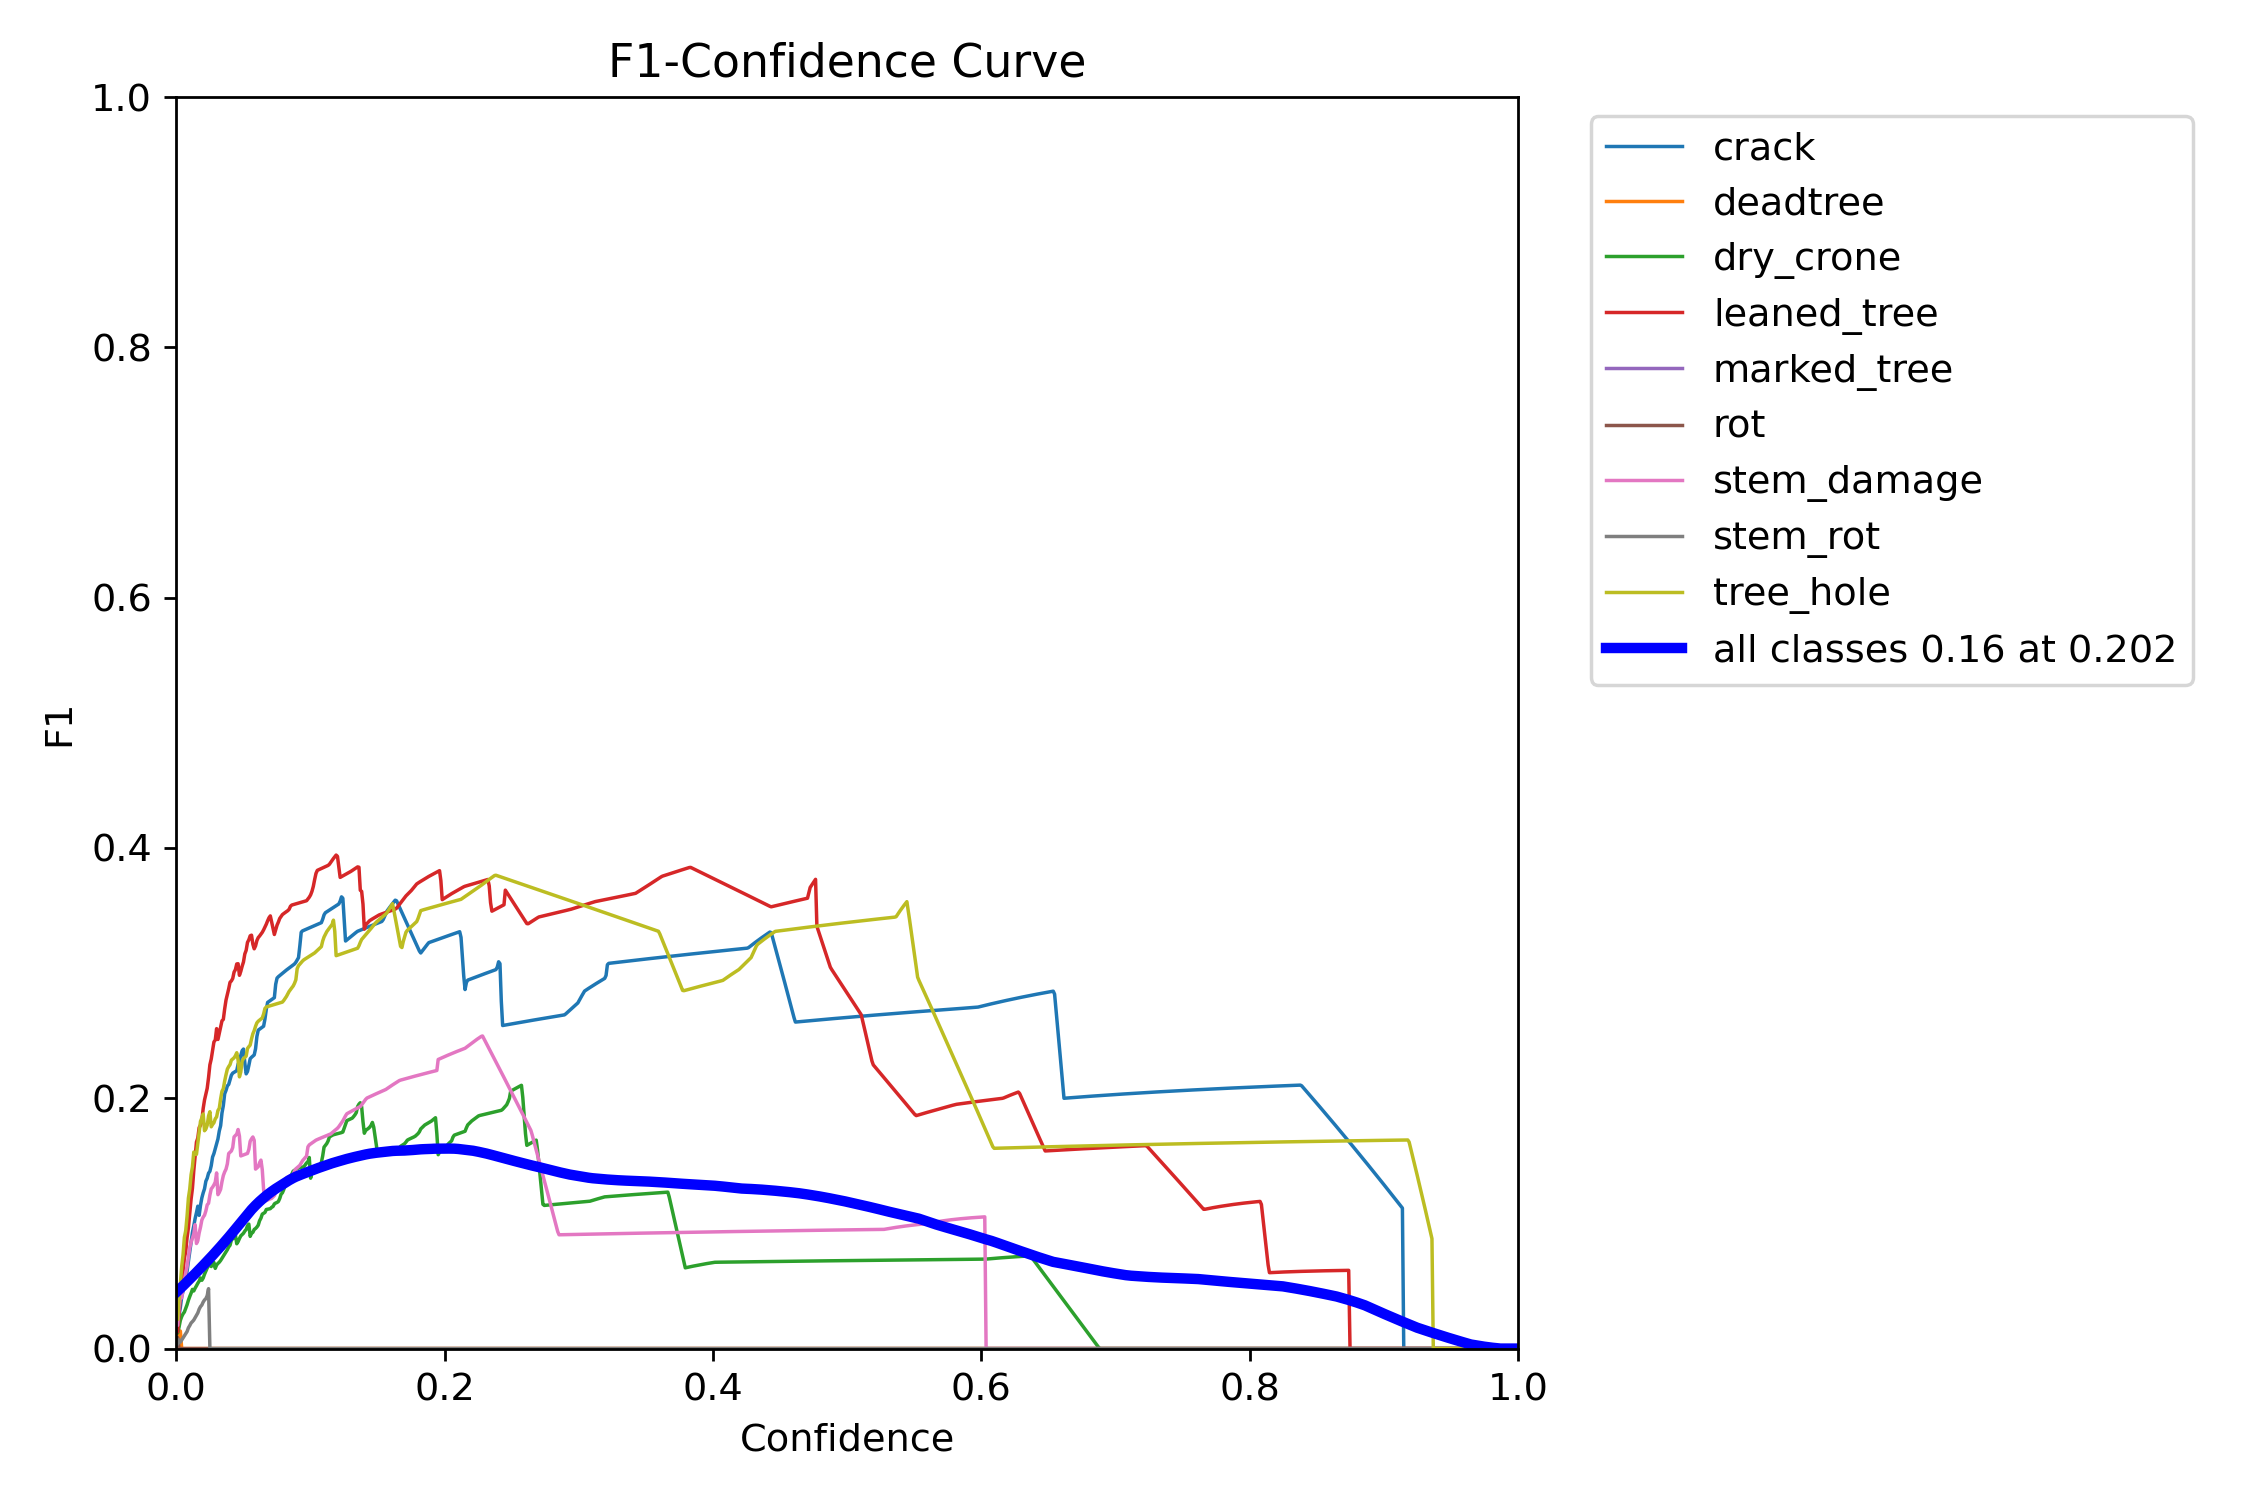 F1-Confidence Curve
1.0
0.8
0.6
0.4
0.2
0.0
F1
0.0 0.2 0.4 0.6 0.8 1.0
Confidence
crack
deadtree
dry_crone
leaned_tree
marked_tree
rot
stem_damage
stem_rot
tree_hole
all classes 0.16 at 0.202